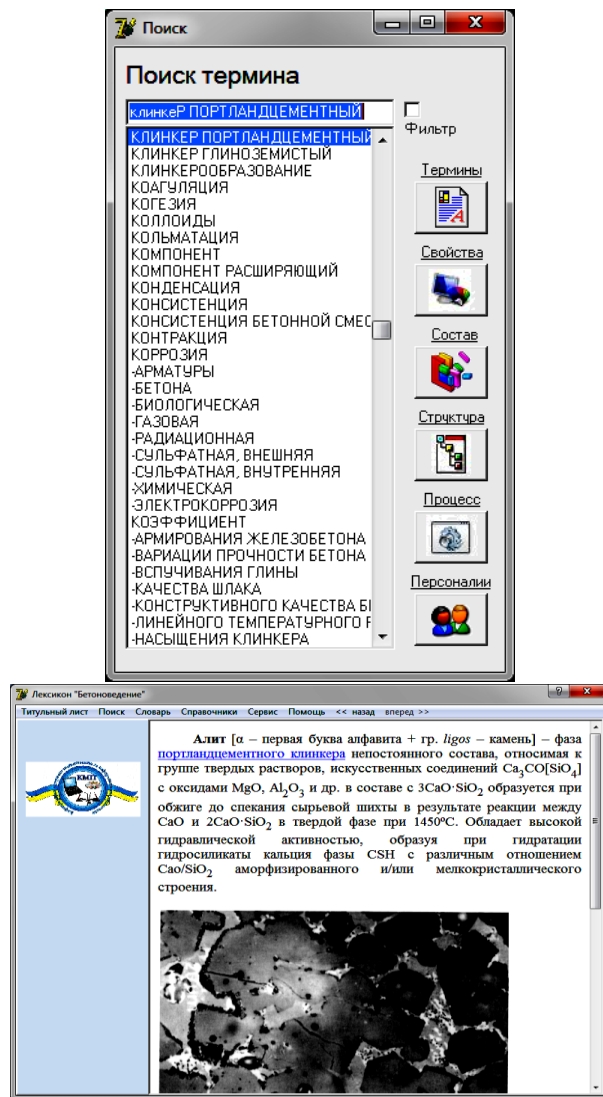 Поиск
Поиск термина
клинкеР ПОРТЛАНДЦЕМЕНТНЫЙ
Фильтр
КЛИНКЕР ПОРТЛАНДЦЕМЕНТНЫЙ
КЛИНКЕР ГЛИНОЗЕМИСТЫЙ
КЛИНКЕРООБРАЗОВАНИЕ
КОАГУЛЯЦИЯ
КОГЕЗИЯ
КОЛЛОИДЫ
КОЛЬМАТАЦИЯ
КОМПОНЕНТ
КОМПОНЕНТ РАСШИРЯЮЩИЙ
КОНДЕНСАЦИЯ
КОНСИСТЕНЦИЯ
КОНСИСТЕНЦИЯ БЕТОННОЙ СМЕС
КОНТРАКЦИЯ
КОРРОЗИЯ
-АРМАТУРЫ
-БЕТОНА
-БИОЛОГИЧЕСКАЯ
-ГАЗОВАЯ
-РАДИАЦИОННАЯ
-СУЛЬФАТНАЯ, ВНЕШНЯЯ
-СУЛЬФАТНАЯ, ВНУТРЕННЯЯ
-ХИМИЧЕСКАЯ
-ЭЛЕКТРОКОРРОЗИЯ
КОЭФФИЦИЕНТ
-АРМИРОВАНИЯ ЖЕЛЕЗОБЕТОНА
-ВАРИАЦИИ ПРОЧНОСТИ БЕТОНА
-ВСПУЧИВАНИЯ ГЛИНЫ
-КАЧЕСТВА ШЛАКА
-КОНСТРУКТИВНОГО КАЧЕСТВА
-ЛИНЕЙНОГО ТЕМПЕРАТУРНОГО
-НАСЫЩЕНИЯ КЛИНКЕРА
Термины
Свойства
Состав
Структура
Процесс
Персоналии
Лексикон "Бетоноведение"
Титульный лист Поиск Словарь Справочники Сервис Помощь << назад вперед >>
КМІТ
Алит [α – первая буква алфавита + гр. ligos – камень] – фаза
портландцементного клинкера непостоянного состава, относимая к
группе твердых растворов, искусственных соединений Ca3CO[SiO4]
с оксидами MgO, Al2O3 и др. в составе с 3CaO·SiO2 образуется при
обжиге до спекания сырьевой шихты в результате реакции между
CaO и 2CaO·SiO2 в твердой фазе при 1450ºС. Обладает высокой
гидравлической активностью, образуя при гидратации
гидросиликаты кальция фазы CSH с различным отношением
Cao/SiO2 аморфизированного и/или мелкокристаллического
строения.